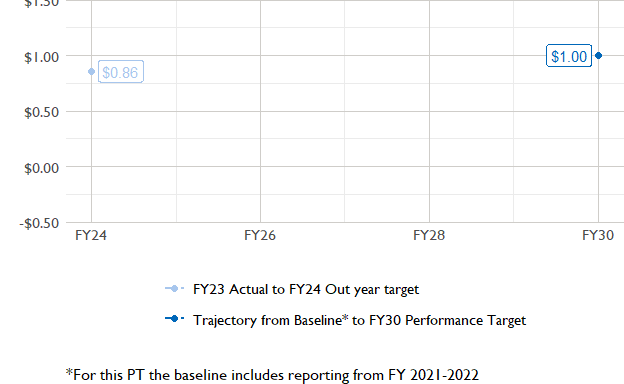 $1.50
$1.00
$0.86
$1.00
$0.50
$0.00
-$0.50
FY24 FY26 FY28 FY30
FY23 Actual to FY24 Out year target
Trajectory from Baseline* to FY30 Performance Target
*For this PT the baseline includes reporting from FY 2021-2022